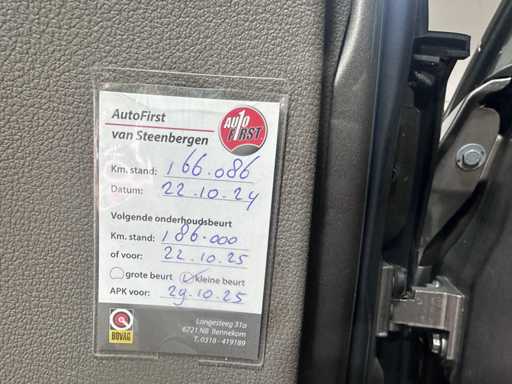 AutoFirst
van Steenbergen
AUTO FIRST
Km. stand: 166.086
Datum: 22.10.24
Volgende onderhoudsbeurt
Km. stand: 186.000
of voor: 22.10.25
grote beurt kleine beurt
APK voor: 29.10.25
BOVAG
Langesteeg 31a
6721 NB Bennekom
T. 0318 - 419189